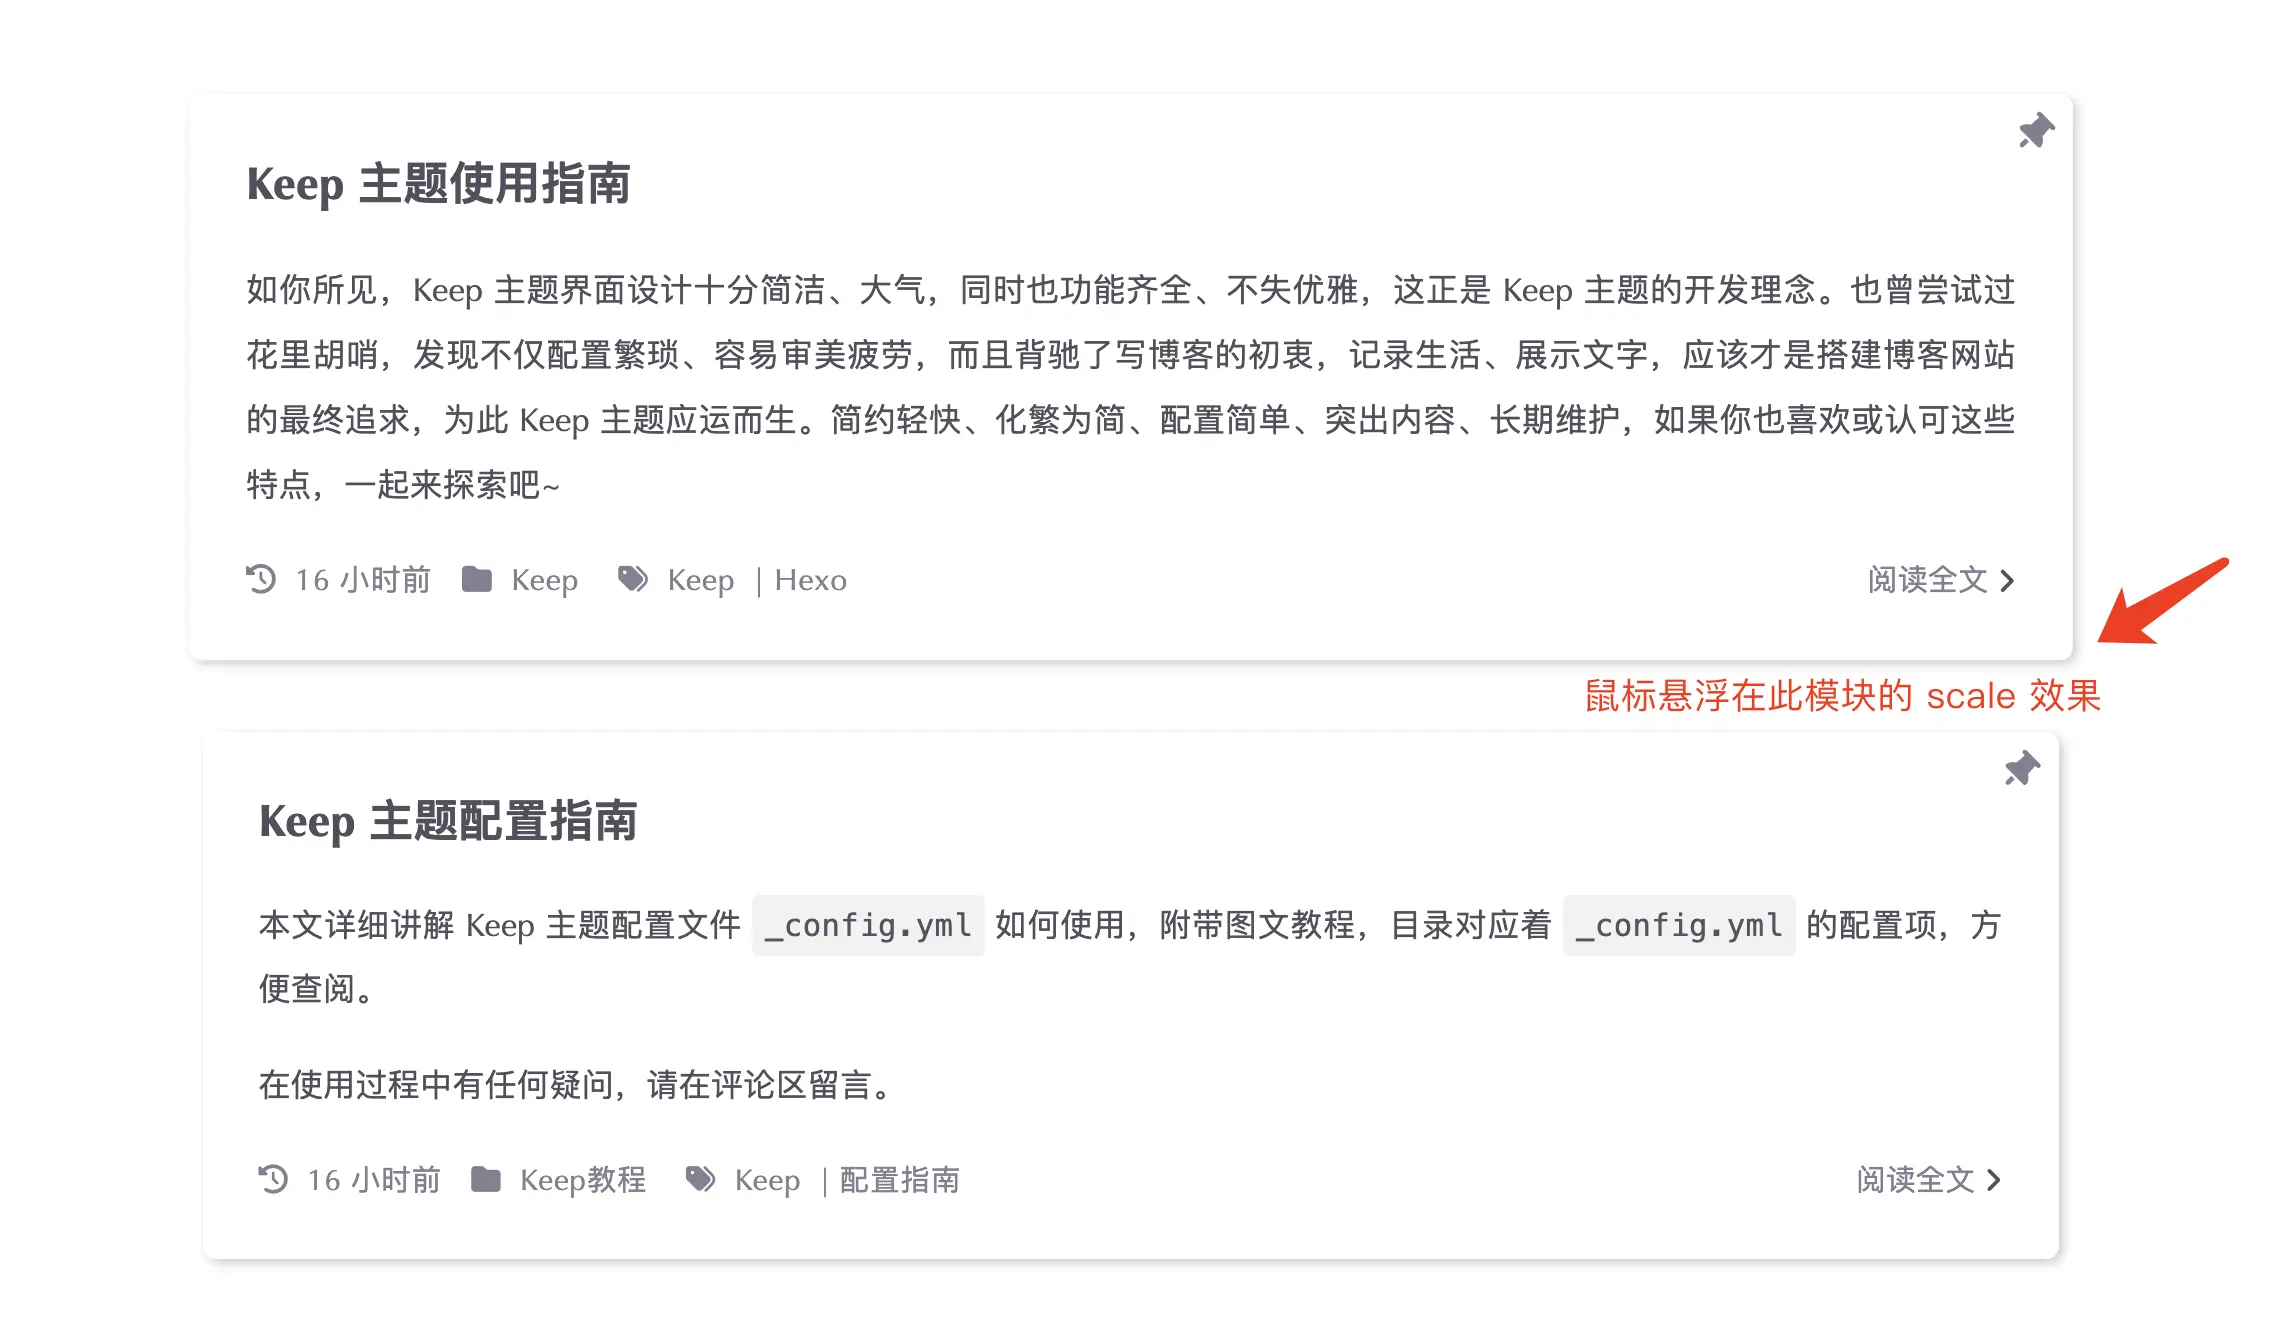 Keep 主题使用指南
如你所见，Keep 主题界面设计十分简洁、大气，同时也功能齐全、不失优雅，这正是 Keep 主题的开发理念。也曾尝试过
花里胡哨，发现不仅配置繁琐、容易审美疲劳，而且背驰了写博客的初衷，记录生活、展示文字，应该才是搭建博客网站
的最终追求，为此 Keep 主题应运而生。简约轻快、化繁为简、配置简单、突出内容、长期维护，如果你也喜欢或认可这些
特点，一起来探索吧~
16 小时前 Keep Keep | Hexo 阅读全文
鼠标悬浮在此模块的 scale 效果
Keep 主题配置指南
本文详细讲解 Keep 主题配置文件 _config.yml 如何使用，附带图文教程，目录对应着 _config.yml 的配置项，方
便查阅。
在使用过程中有任何疑问，请在评论区留言。
16 小时前 Keep教程 Keep | 配置指南 阅读全文